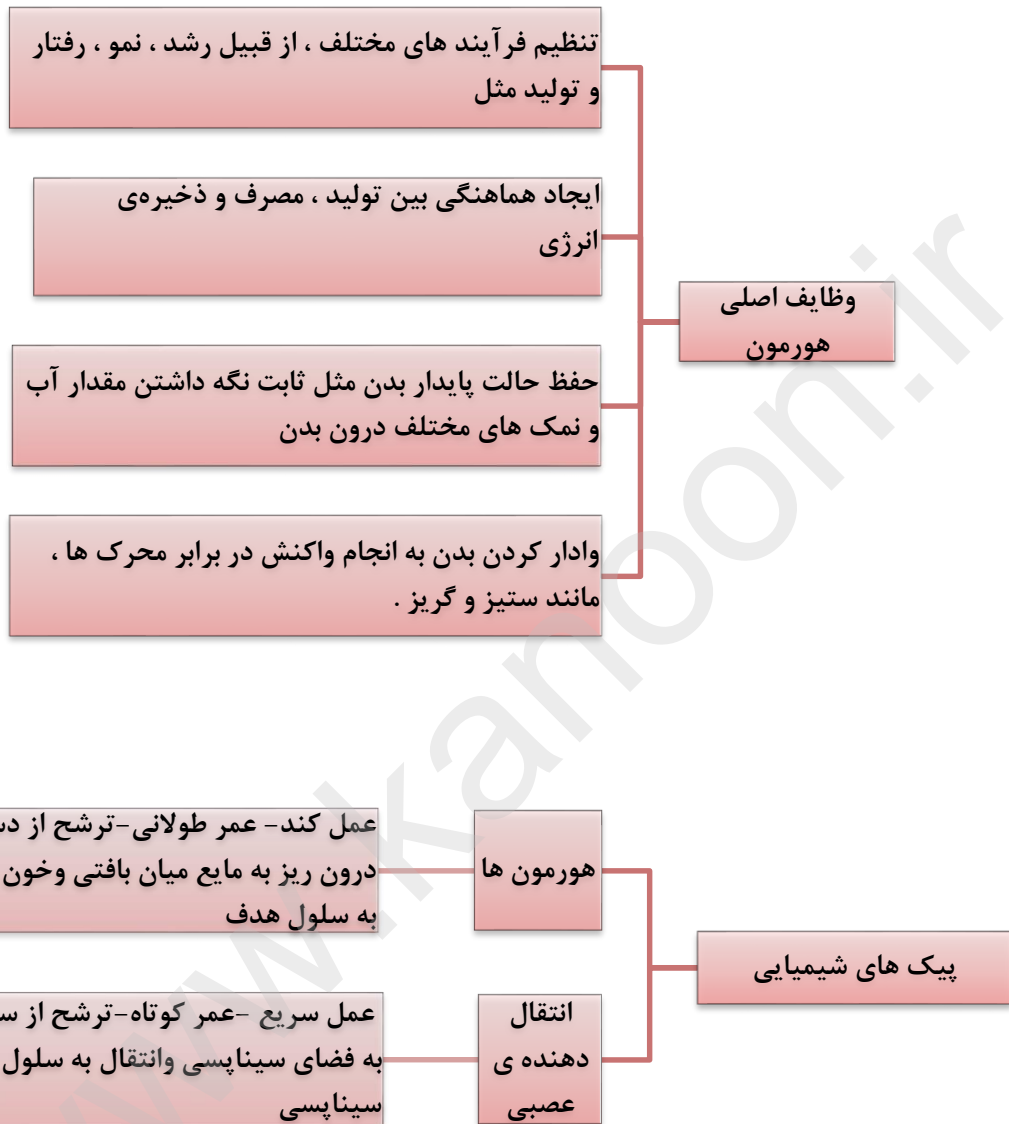 تنظیم فرآیند های مختلف ، از قبیل رشد ، نمو ، رفتار
و تولید مثل
ایجاد هماهنگی بین تولید ، مصرف و ذخیره‌ی
انرژی
وظایف اصلی
هورمون
حفظ حالت پایدار بدن مثل ثابت نگه داشتن مقدار آب
و نمک های مختلف درون بدن
وادار کردن بدن به انجام واکنش در برابر محرک ها ،
مانند ستیز و گریز .
پیک های شیمیایی
هورمون ها
عمل کند- عمر طولانی-ترشح از
درون ریز به مایع میان بافتی وخون
به سلول هدف
انتقال
دهنده ی
عصبی
عمل سریع -عمر کوتاه-ترشح از
به فضای سیناپسی وانتقال به سلول
سیناپسی
www.kanoon.ir